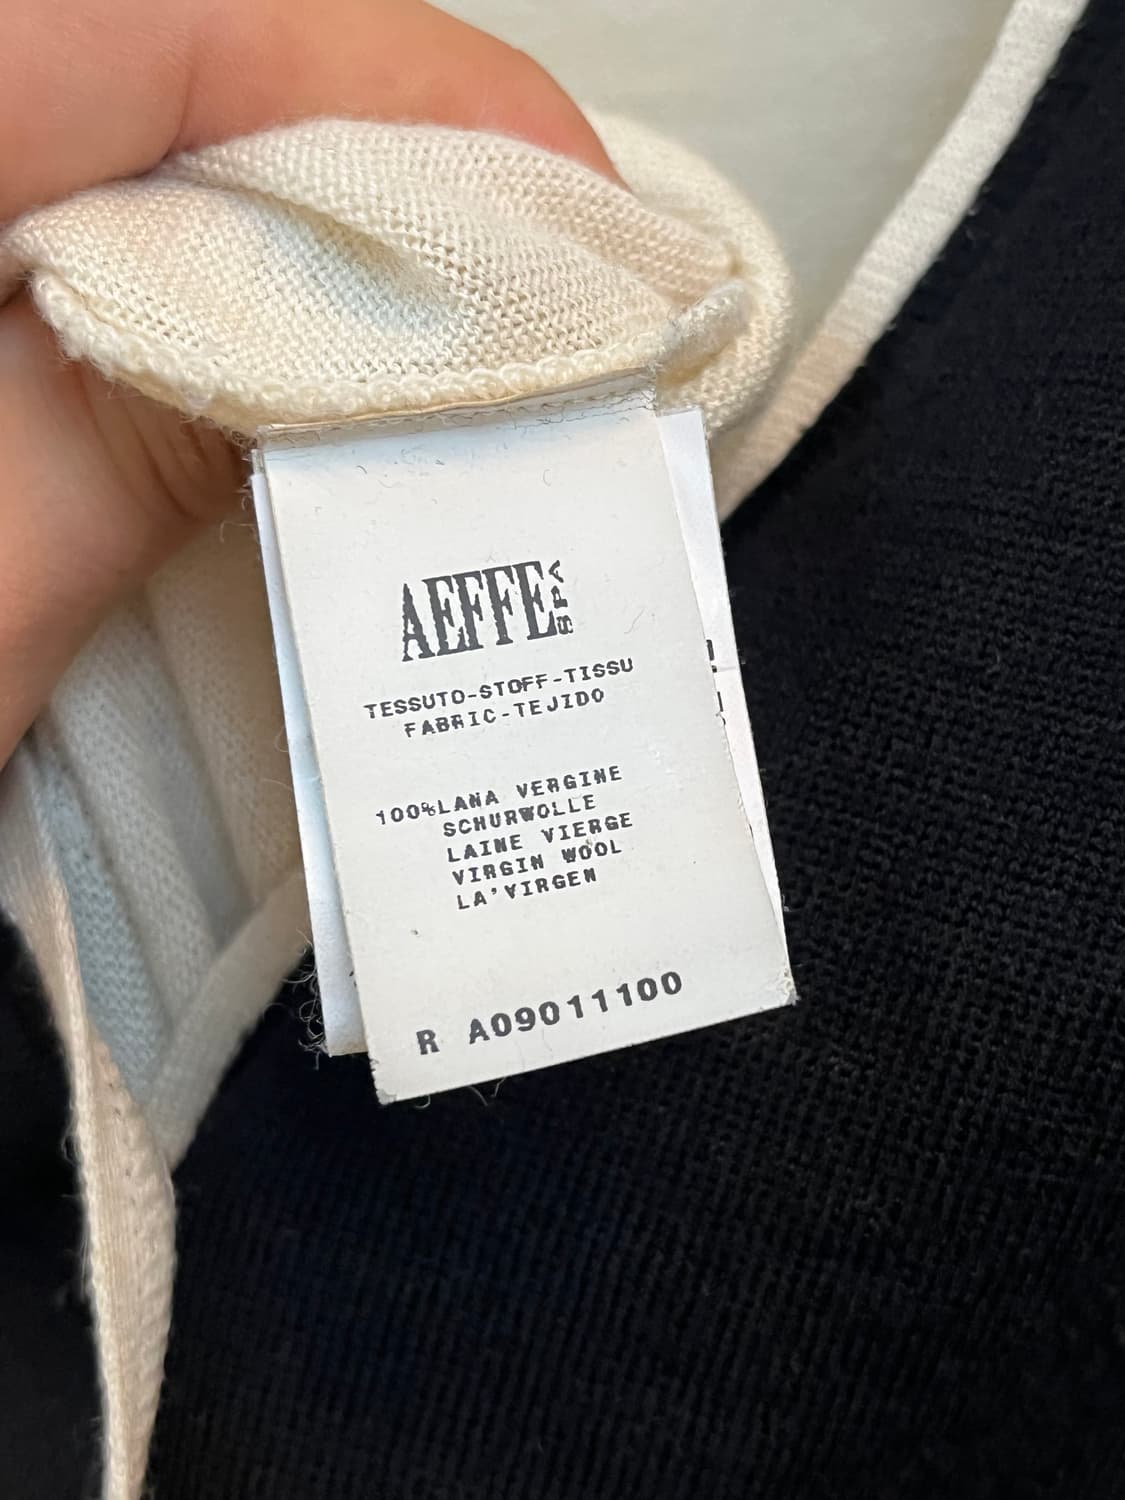 AEFFE SPA
TESSUTO-STOFF-TISSU
FABRIC-TEJIDO
100%LANA VERGINE
SCHURWOLLE
LAINE VIERGE
VIRGIN WOOL
LA'VIRGEN
R A09011100